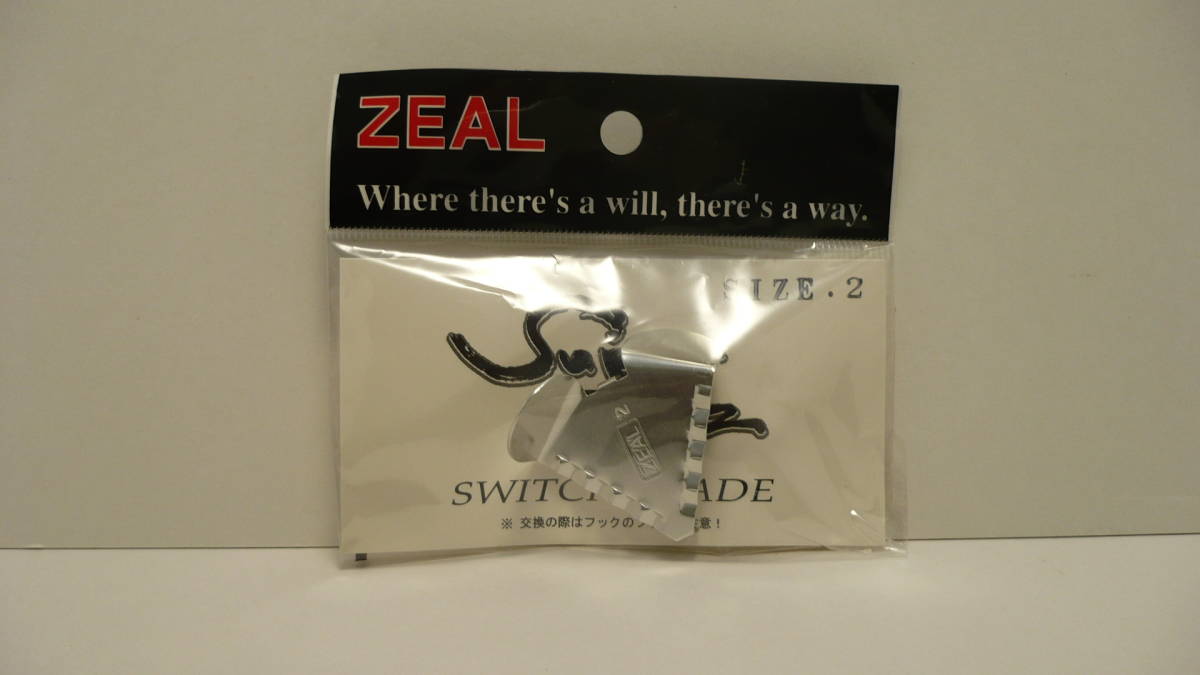 ZEAL
Where there's a will, there's a way.
SIZE.2
ZEAL 2
SWITC ADE
※ 交換の際はフックの 意！